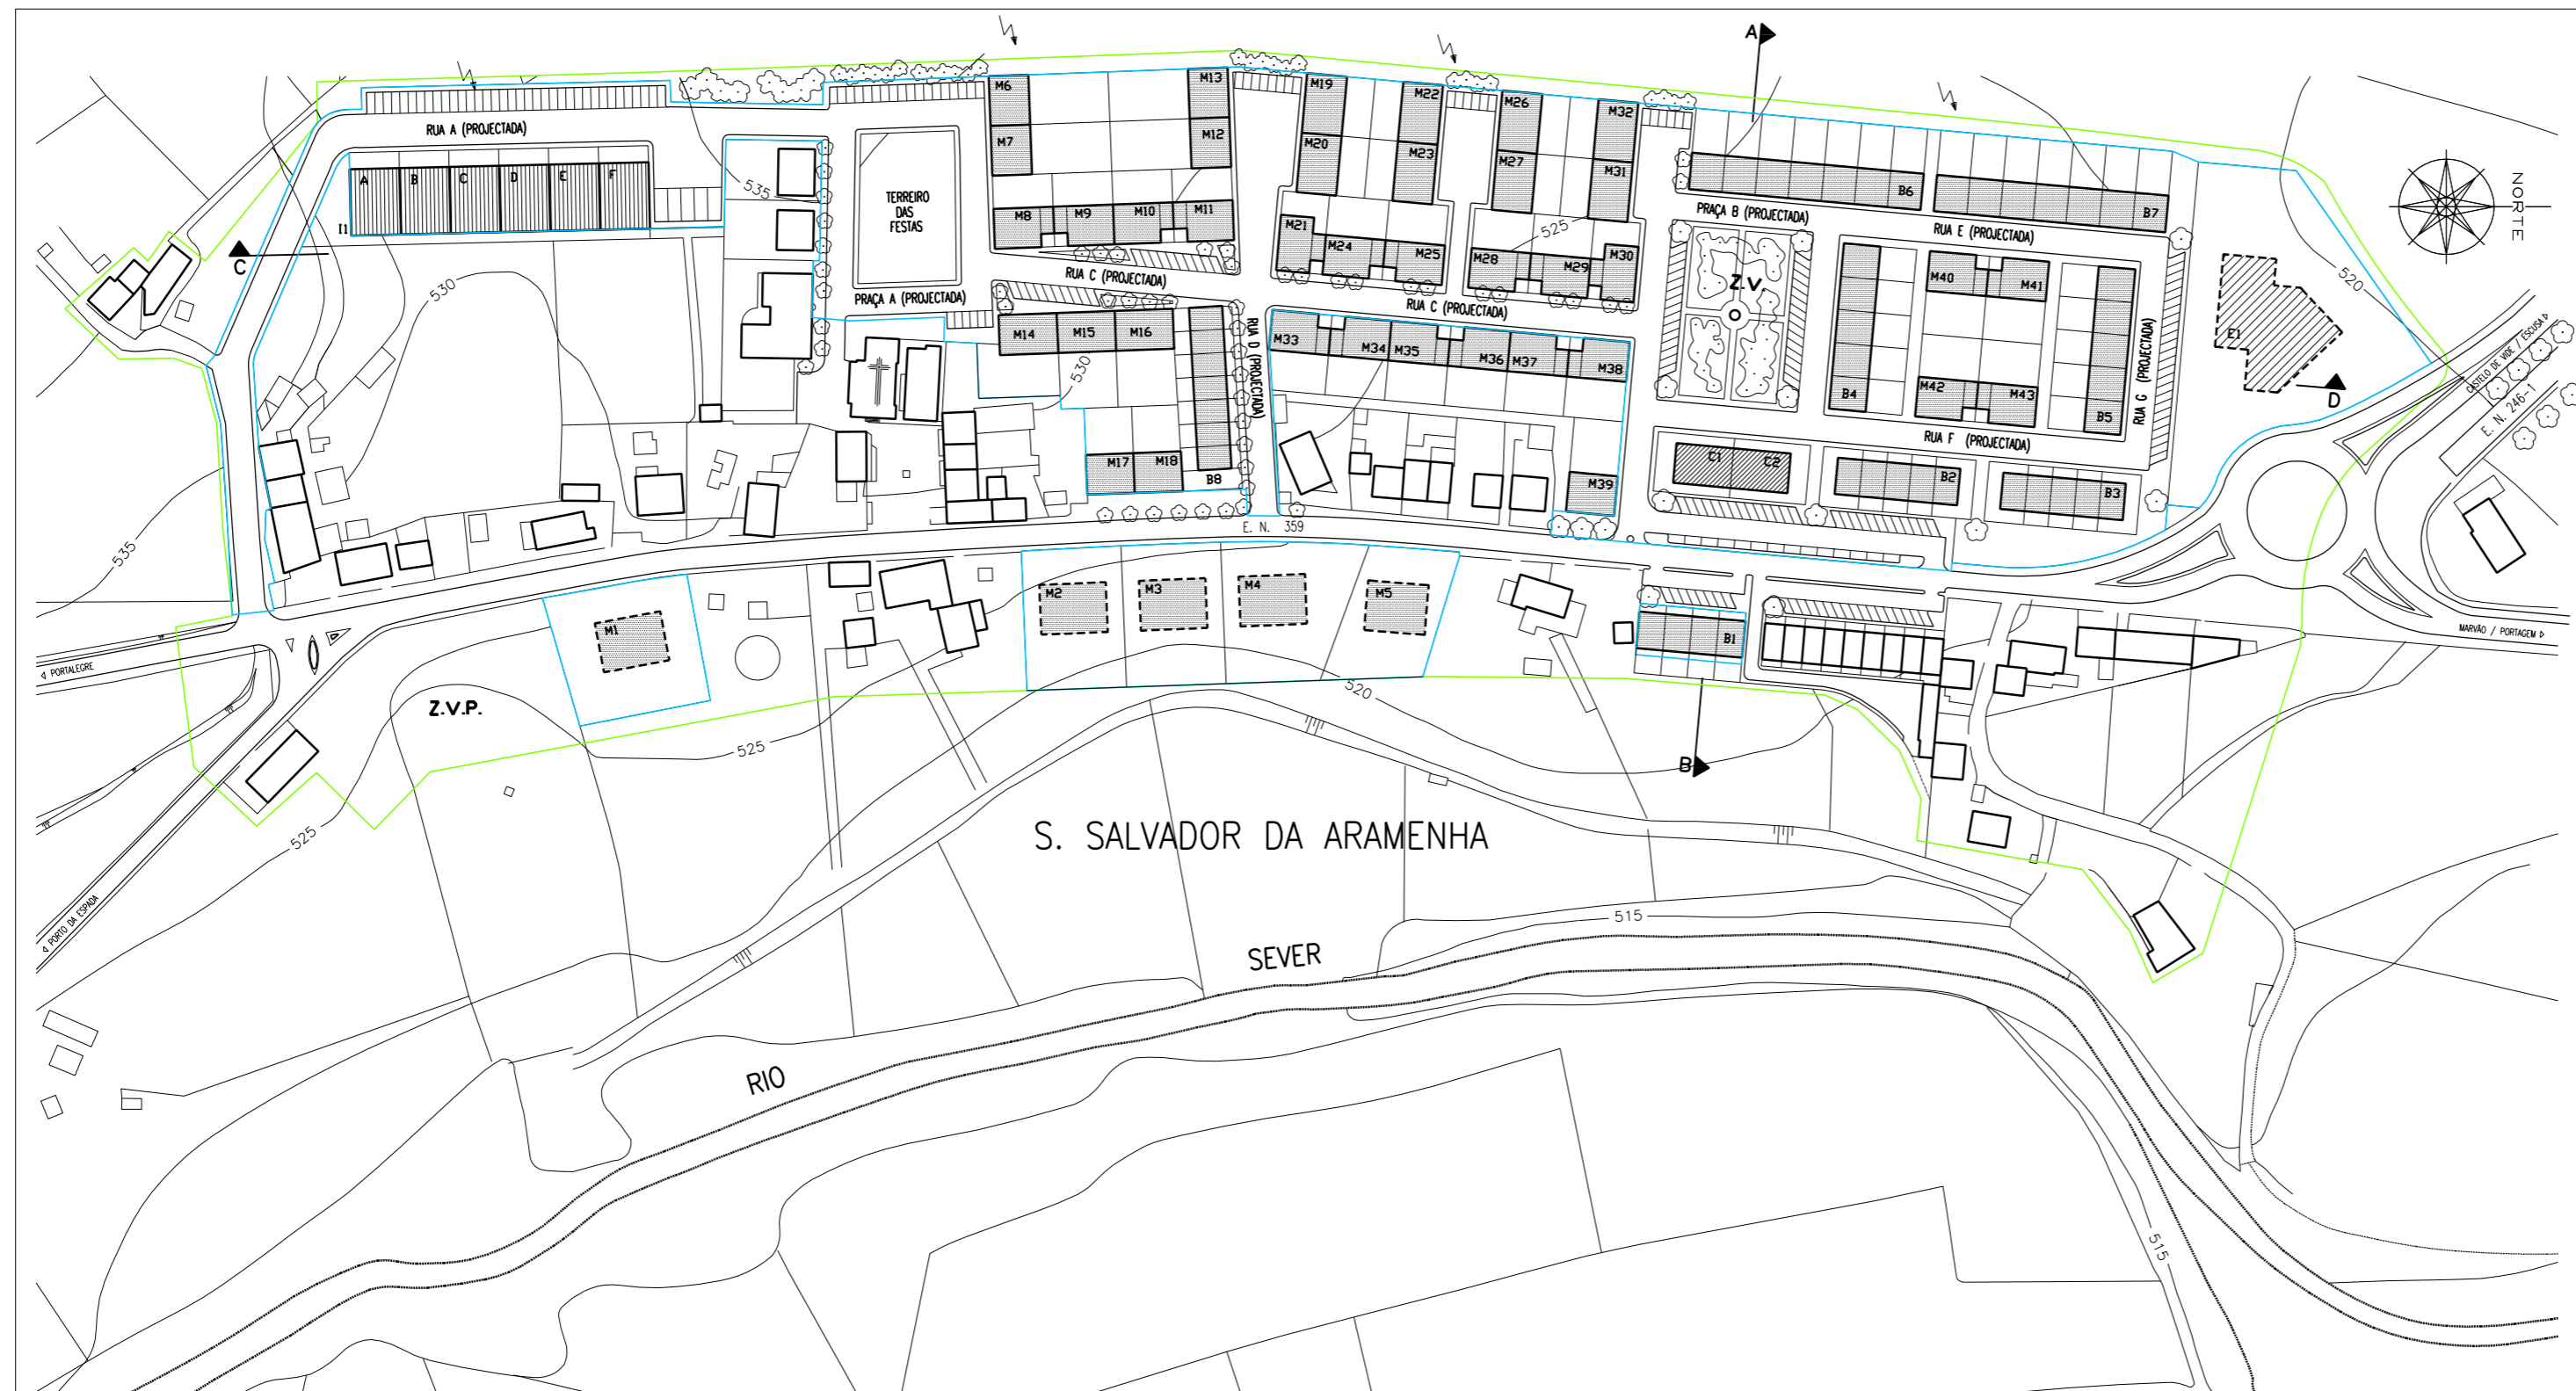 A
M6
M13
M19
M22
M26
M32
RUA A (PROJECTADA)
M7
M12
M20
M23
M27
M31
A
B
C
D
E
F
535
TERREIRO
DAS
FESTAS
B6
B7
NORTE
I1
M8
M9
M10
M11
M21
M24
M25
M28
M29
M30
525
PRAÇA B (PROJECTADA)
RUA E (PROJECTADA)
C
530
RUA C (PROJECTADA)
PRAÇA A (PROJECTADA)
RUA C (PROJECTADA)
Z.V.
M40
M41
520
E1
M14
M15
M16
RUA D (PROJECTADA)
M33
M34
M35
M36
M37
M38
530
B4
M42
M43
B5
RUA G (PROJECTADA)
D
CASTELO DE VIDE / ESCUSA
E. N. 246-1
RUA F (PROJECTADA)
M17
M18
B8
M39
C1
C2
B2
B3
E. N. 359
535
M1
M2
M3
M4
M5
B1
MARVÃO / PORTAGEM
PORTALEGRE
Z.V.P.
520
525
B
525
S. SALVADOR DA ARAMENHA
PORTO DA ESPADA
515
SEVER
RIO
515